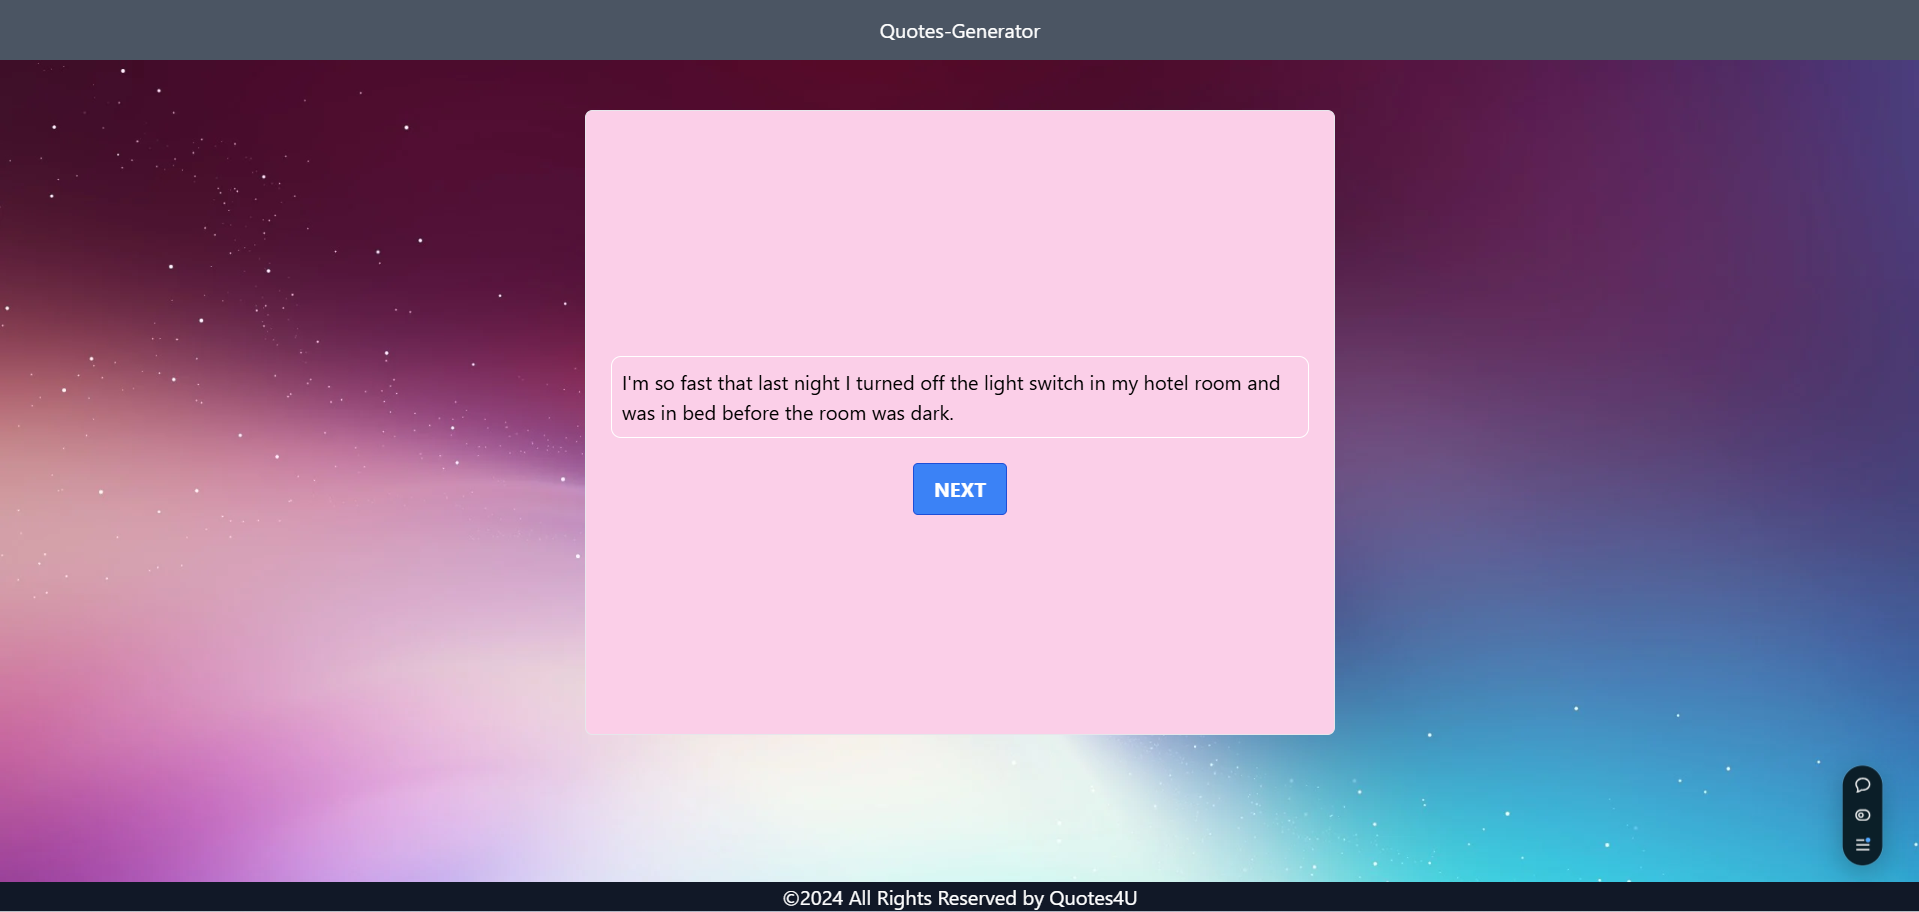 Quotes-Generator
I'm so fast that last night I turned off the light switch in my hotel room and
was in bed before the room was dark.
NEXT
©2024 All Rights Reserved by Quotes4U